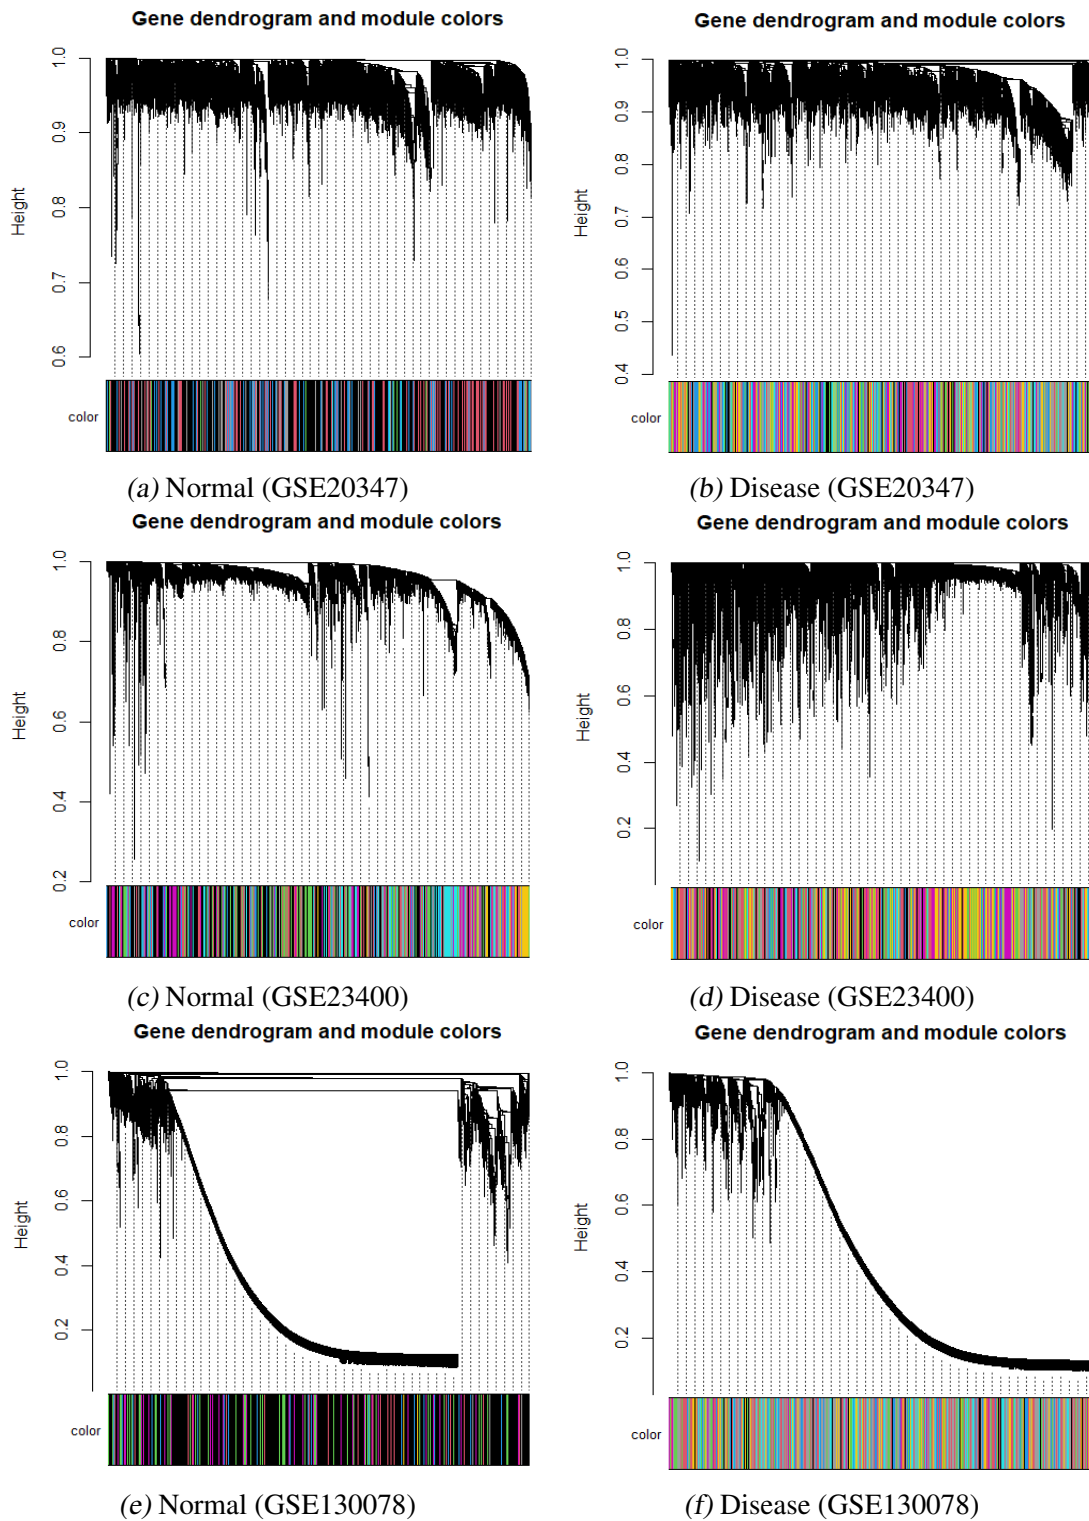 Gene dendrogram and module colors
Height
1.0
0.9
0.8
0.7
0.6
color
(a) Normal (GSE20347)
Gene dendrogram and module colors
Height
1.0
0.9
0.8
0.7
0.6
0.5
0.4
color
(b) Disease (GSE20347)
Gene dendrogram and module colors
Height
1.0
0.8
0.6
0.4
0.2
color
(c) Normal (GSE23400)
Gene dendrogram and module colors
Height
1.0
0.8
0.6
0.4
0.2
color
(d) Disease (GSE23400)
Gene dendrogram and module colors
Height
1.0
0.8
0.6
0.4
0.2
color
(e) Normal (GSE130078)
Gene dendrogram and module colors
Height
1.0
0.8
0.6
0.4
0.2
color
(f) Disease (GSE130078)